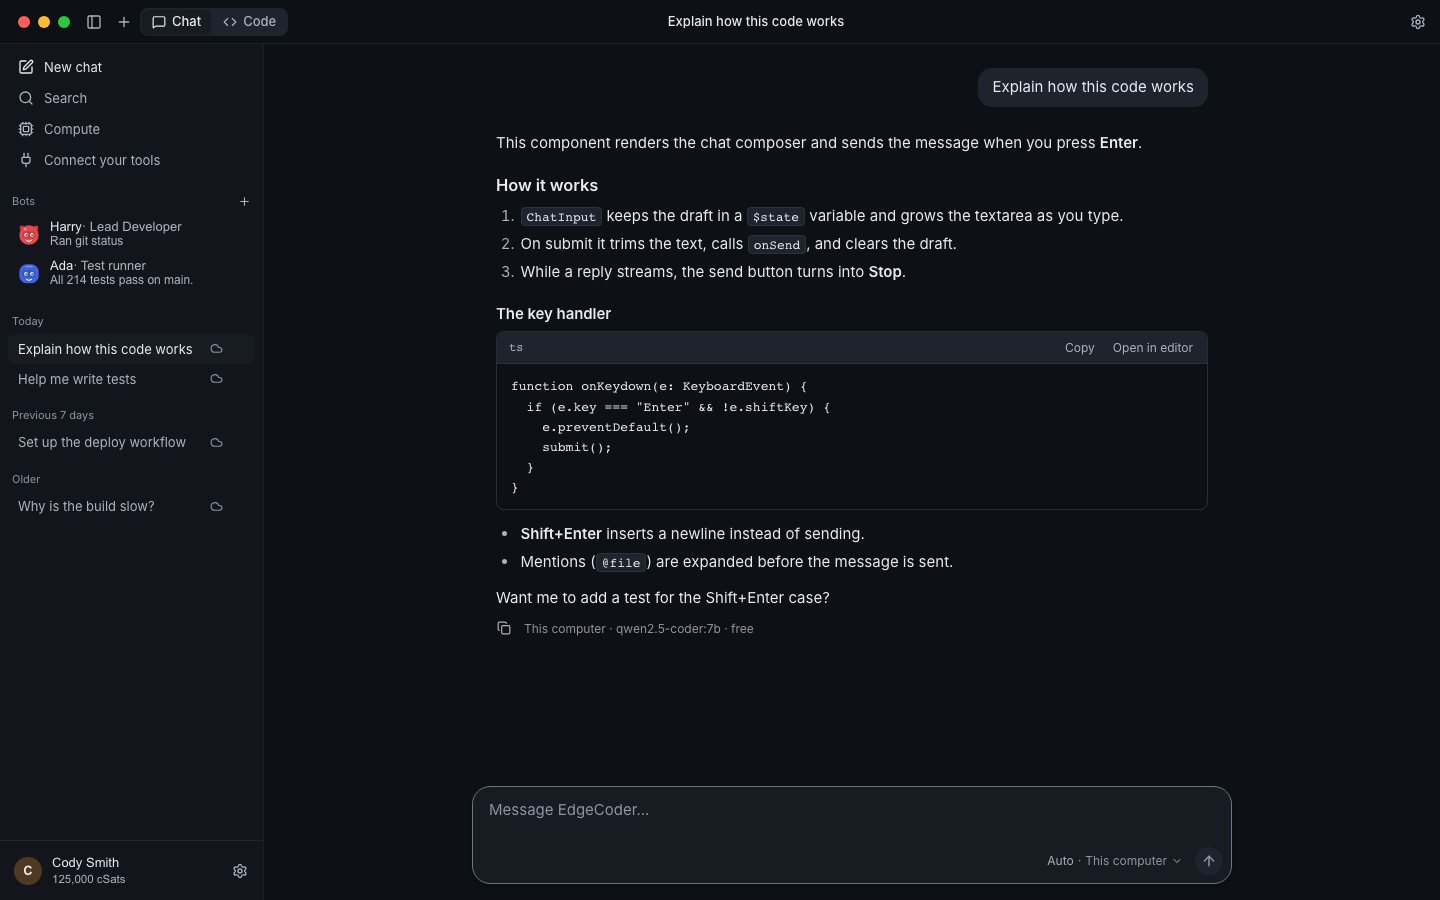 Chat
Code
Explain how this code works
New chat
Search
Compute
Connect your tools
Bots
Harry · Lead Developer
Ran git status
Ada · Test runner
All 214 tests pass on main.
Today
Explain how this code works
Help me write tests
Previous 7 days
Set up the deploy workflow
Older
Why is the build slow?
C
Cody Smith
125,000 cSats
Explain how this code works
This component renders the chat composer and sends the message when you press Enter.
How it works
1. ChatInput keeps the draft in a $state variable and grows the textarea as you type.
2. On submit it trims the text, calls onSend, and clears the draft.
3. While a reply streams, the send button turns into Stop.
The key handler
ts
Copy
Open in editor
function onKeydown(e: KeyboardEvent) {
  if (e.key === "Enter" && !e.shiftKey) {
    e.preventDefault();
    submit();
  }
}
• Shift+Enter inserts a newline instead of sending.
• Mentions (@file) are expanded before the message is sent.
Want me to add a test for the Shift+Enter case?
This computer · qwen2.5-coder:7b · free
Message EdgeCoder...
Auto · This computer